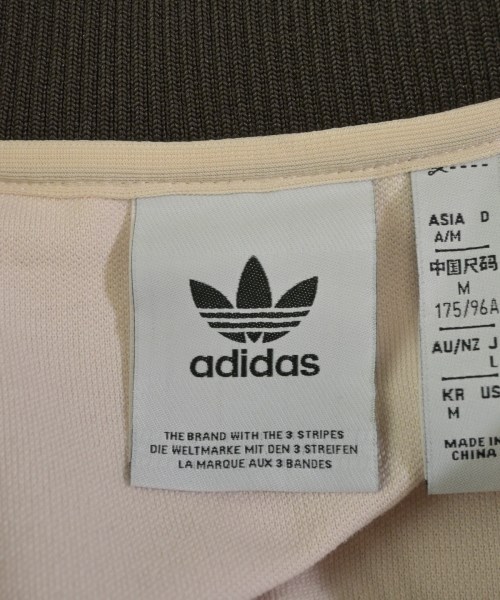 adidas
THE BRAND WITH THE 3 STRIPES
DIE WELTMARKE MIT DEN 3 STREIFEN
LA MARQUE AUX 3 BANDES
ASIA D
A/M
中国尺码
M
175/96A
AU/NZ J
L
KR US
M
MADE IN
CHINA